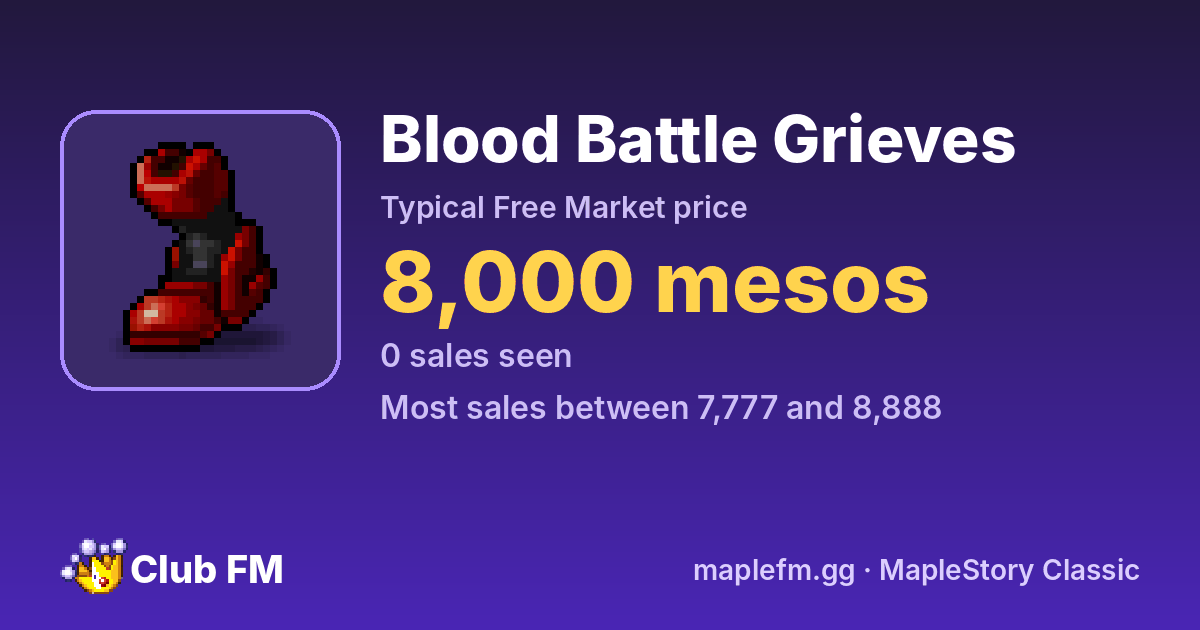 Blood Battle Grieves
Typical Free Market price
8,000 mesos
0 sales seen
Most sales between 7,777 and 8,888
Club FM
maplefm.gg · MapleStory Classic